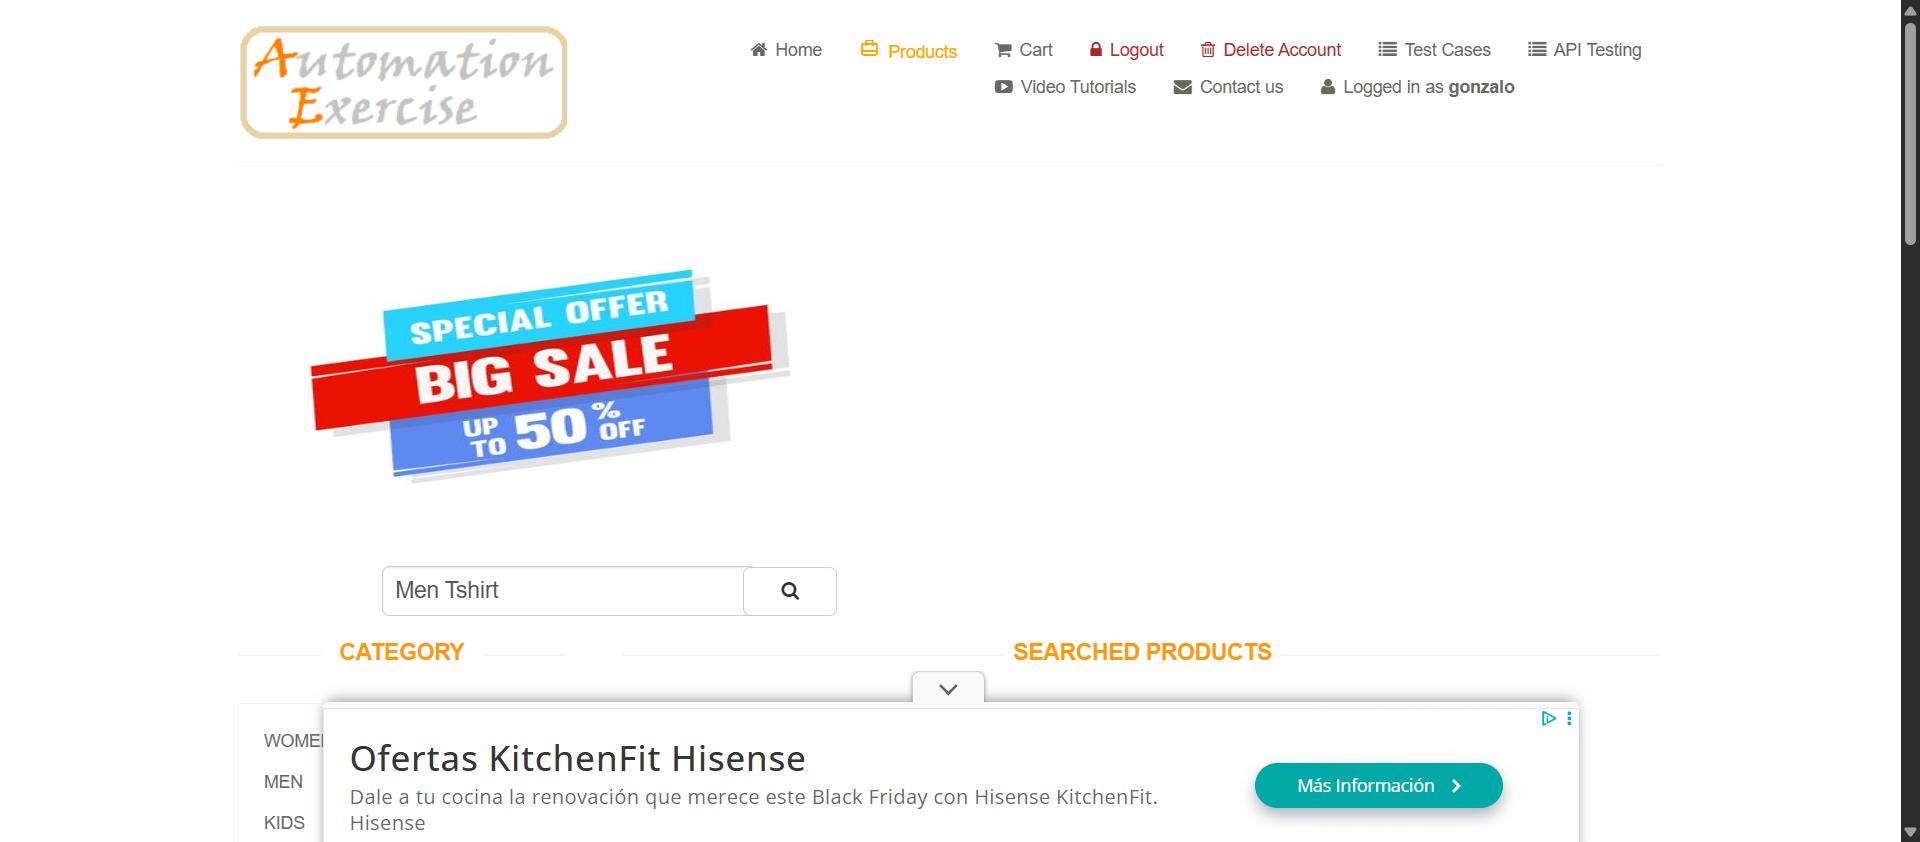 Automation
Exercise
Home
Products
Cart
Logout
Delete Account
Test Cases
API Testing
Video Tutorials
Contact us
Logged in as gonzalo
SPECIAL OFFER
BIG SALE
UP TO 50% OFF
Men Tshirt
CATEGORY
SEARCHED PRODUCTS
WOME
MEN
KIDS
Ofertas KitchenFit Hisense
Dale a tu cocina la renovación que merece este Black Friday con Hisense KitchenFit.
Hisense
Más Información